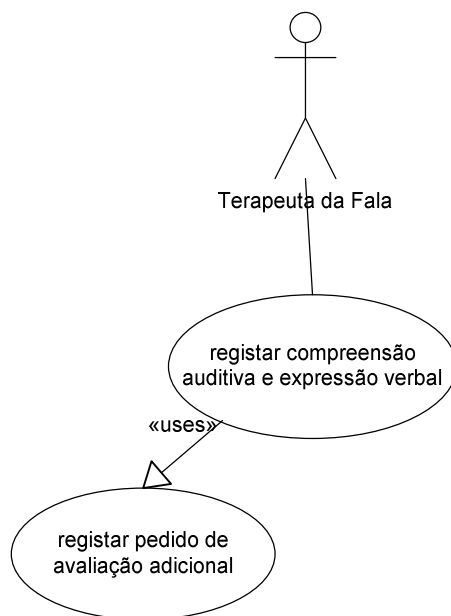 Terapeuta da Fala
registar compreensão
auditiva e expressão verbal
«uses»
registar pedido de
avaliação adicional